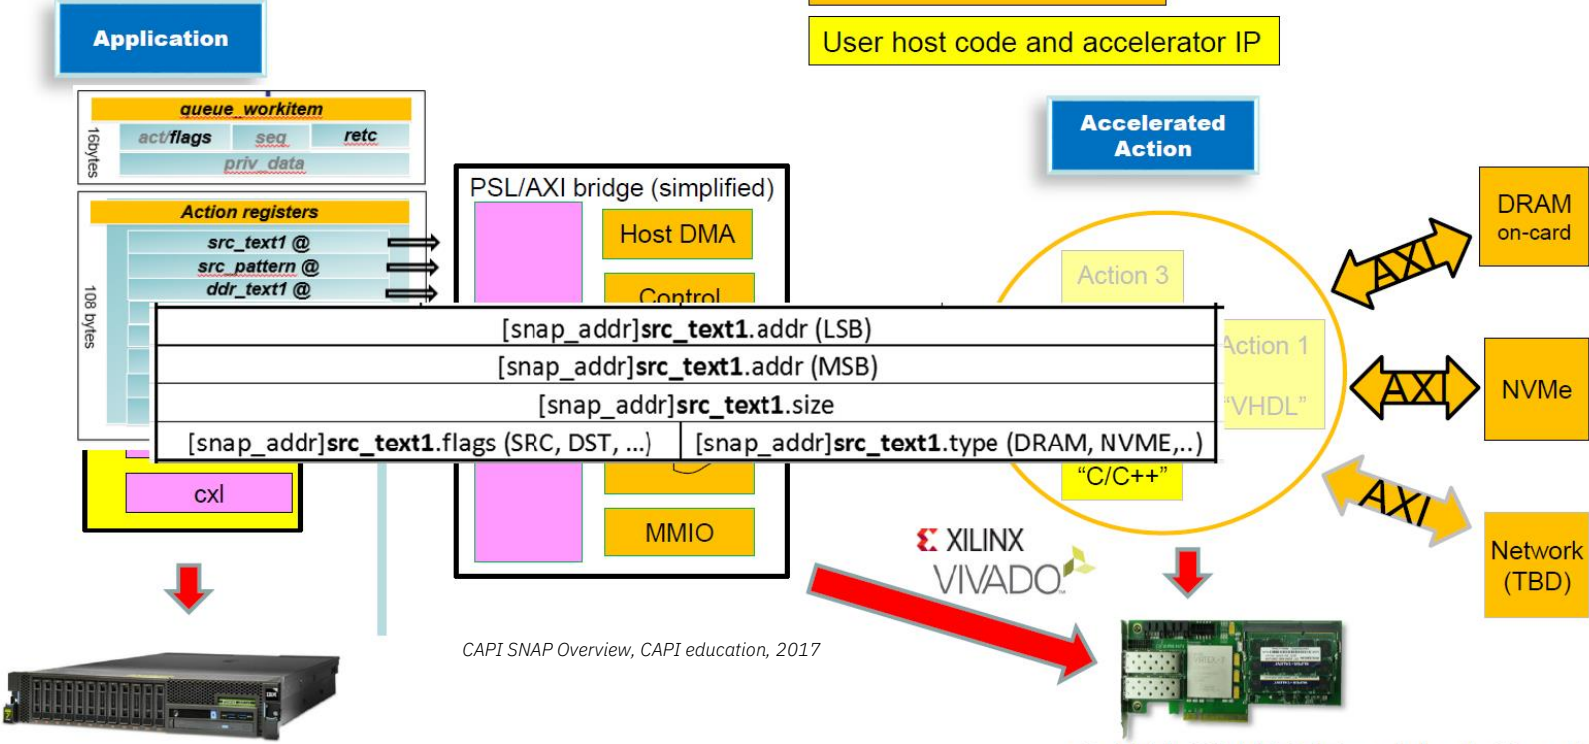 Application
User host code and accelerator IP
queue_workitem
16bytes
act/flags
seq
retc
priv_data
Action registers
108 bytes
src_text1 @
src_pattern @
ddr_text1 @
PSL/AXI bridge (simplified)
Host DMA
Control
MMIO
[snap_addr]src_text1.addr (LSB)
[snap_addr]src_text1.addr (MSB)
[snap_addr]src_text1.size
[snap_addr]src_text1.flags (SRC, DST, ...)
[snap_addr]src_text1.type (DRAM, NVME,..)
cxl
Accelerated
Action
Action 3
Action 1
"VHDL"
"C/C++"
AXI
DRAM
on-card
AXI
NVMe
AXI
Network
(TBD)
XILINX
VIVADO
CAPI SNAP Overview, CAPI education, 2017